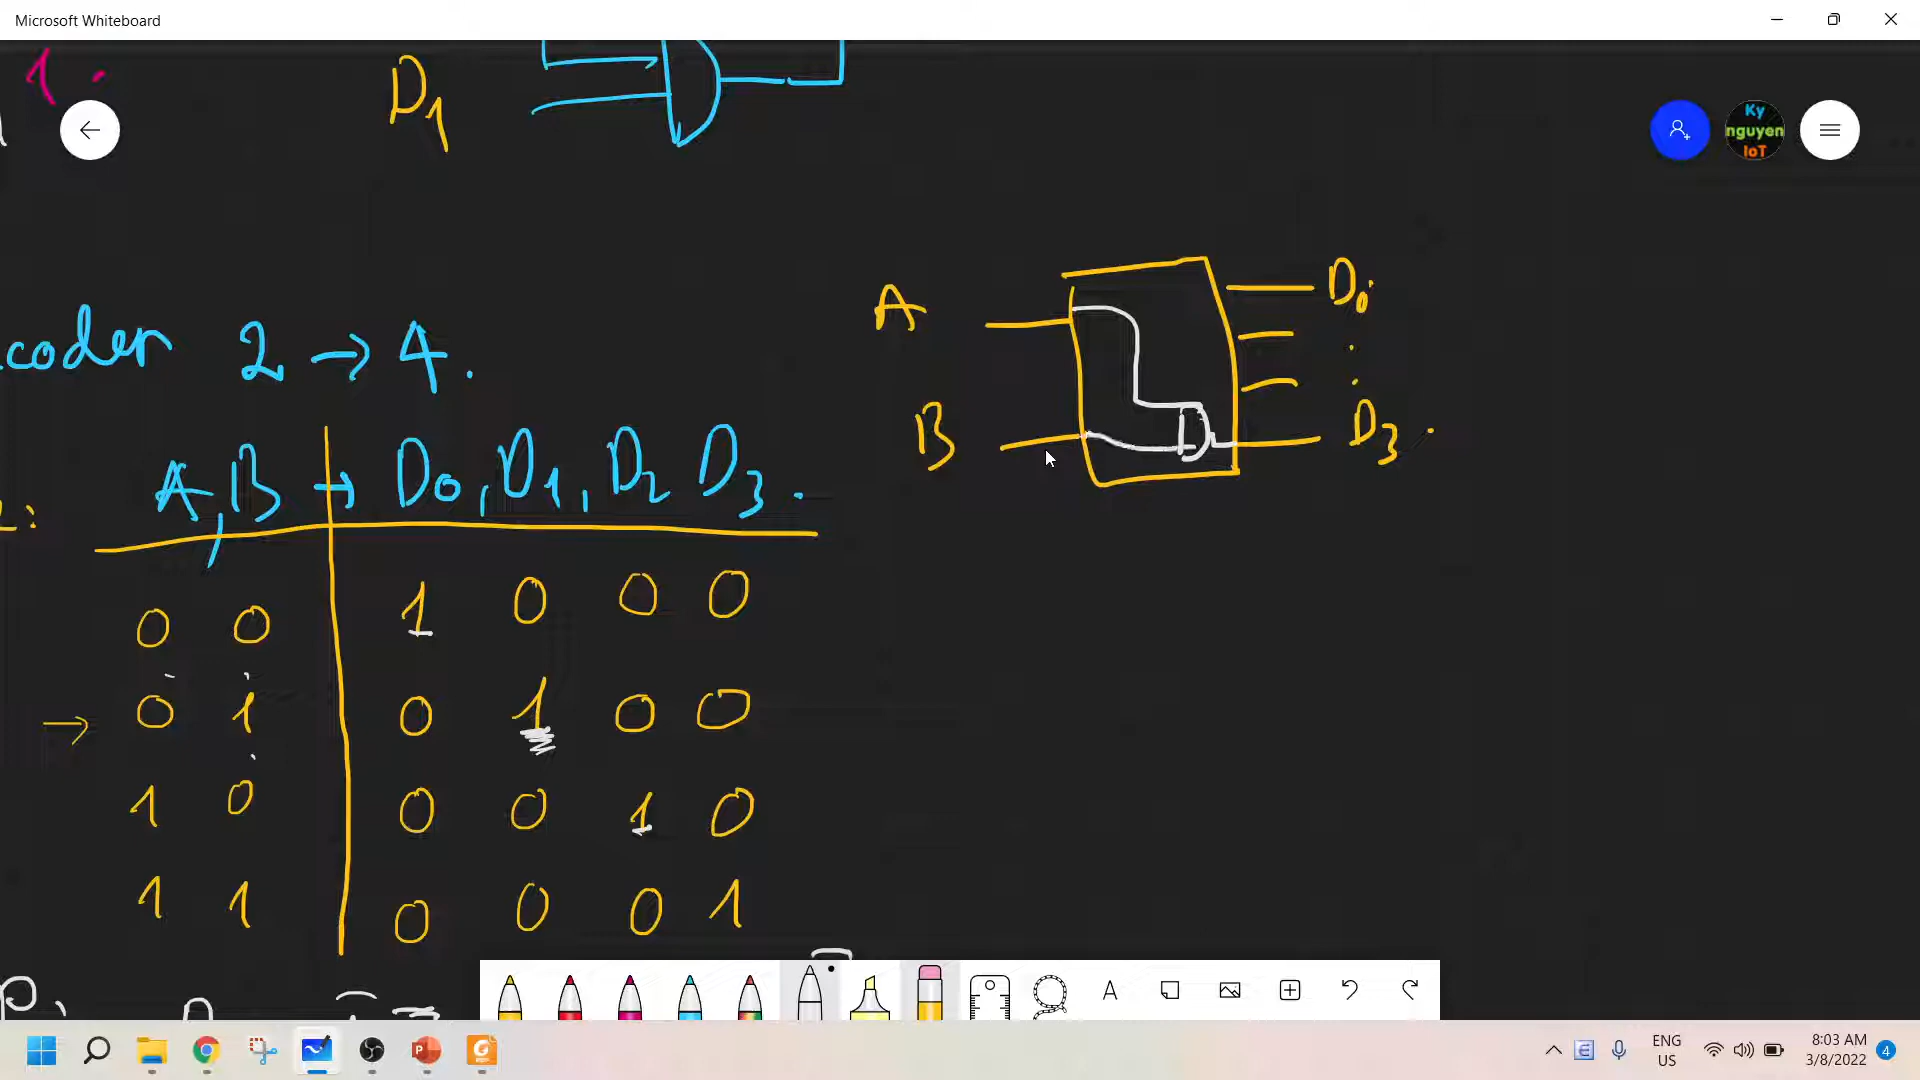 Microsoft Whiteboard
1.
D1
Ky
nguyen
IoT
A
D0
coder 2 → 4.
B
D3
A, B → D0, D1, D2 D3.
0 0 1 0 0 0
→ 0 1 0 1 0 0
1 0 0 0 1 0
1 1 0 0 0 1
A
ENG
US
8:03 AM
3/8/2022
4